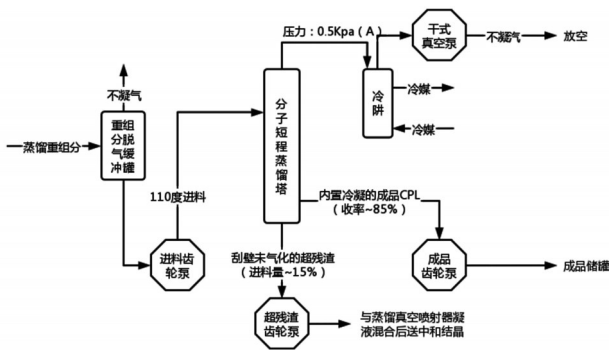 压力：0.5Kpa（A）
干式
真空泵
不凝气
放空
不凝气
冷媒
冷阱
冷媒
分子短程蒸馏塔
蒸馏重组分
重组
分脱
气缓
冲罐
110度进料
内置冷凝的成品CPL
（收率~85%）
进料齿
轮泵
刮壁未气化的超残渣
（进料量~15%）
成品
齿轮泵
成品储罐
超残渣
齿轮泵
与蒸馏真空喷射器凝
液混合后送中和结晶